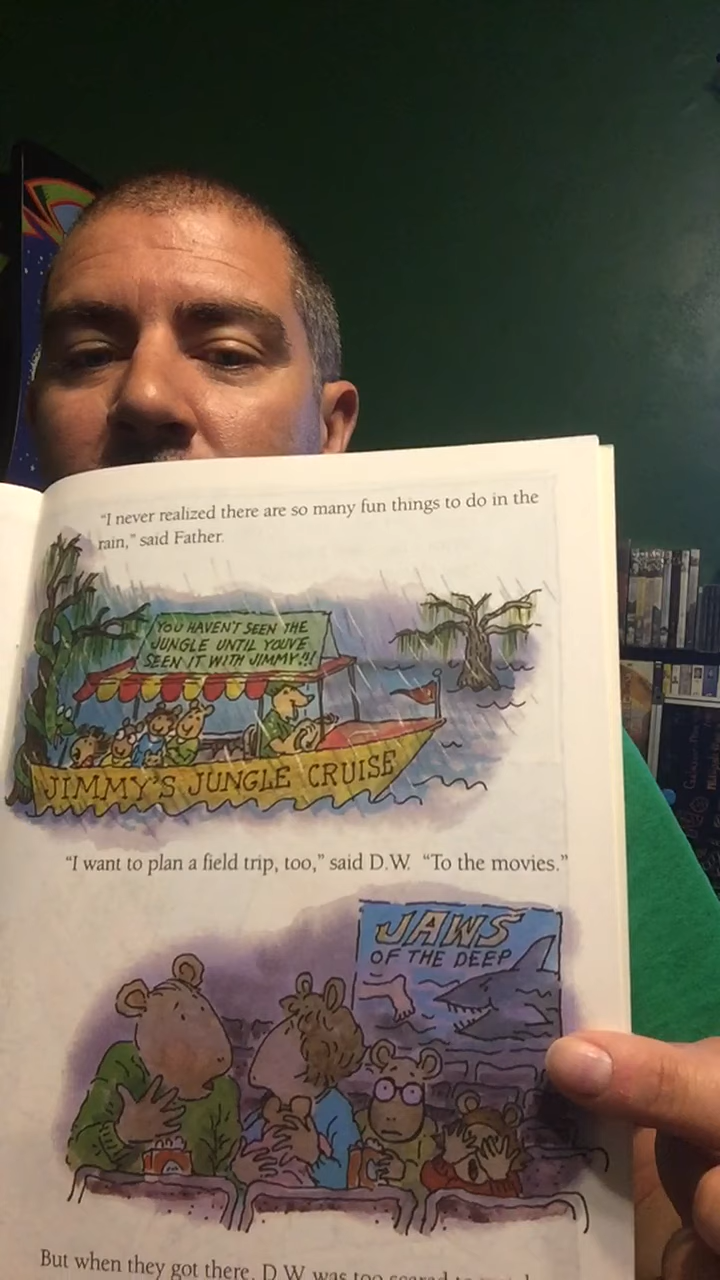 "I never realized there are so many fun things to do in the
rain," said Father.
YOU HAVEN'T SEEN THE
JUNGLE UNTIL YOU'VE
SEEN IT WITH JIMMY!!!
JIMMY'S JUNGLE CRUISE
"I want to plan a field trip, too," said D.W. "To the movies."
JAWS
OF THE DEEP
But when they got there, D.W. was too scared to